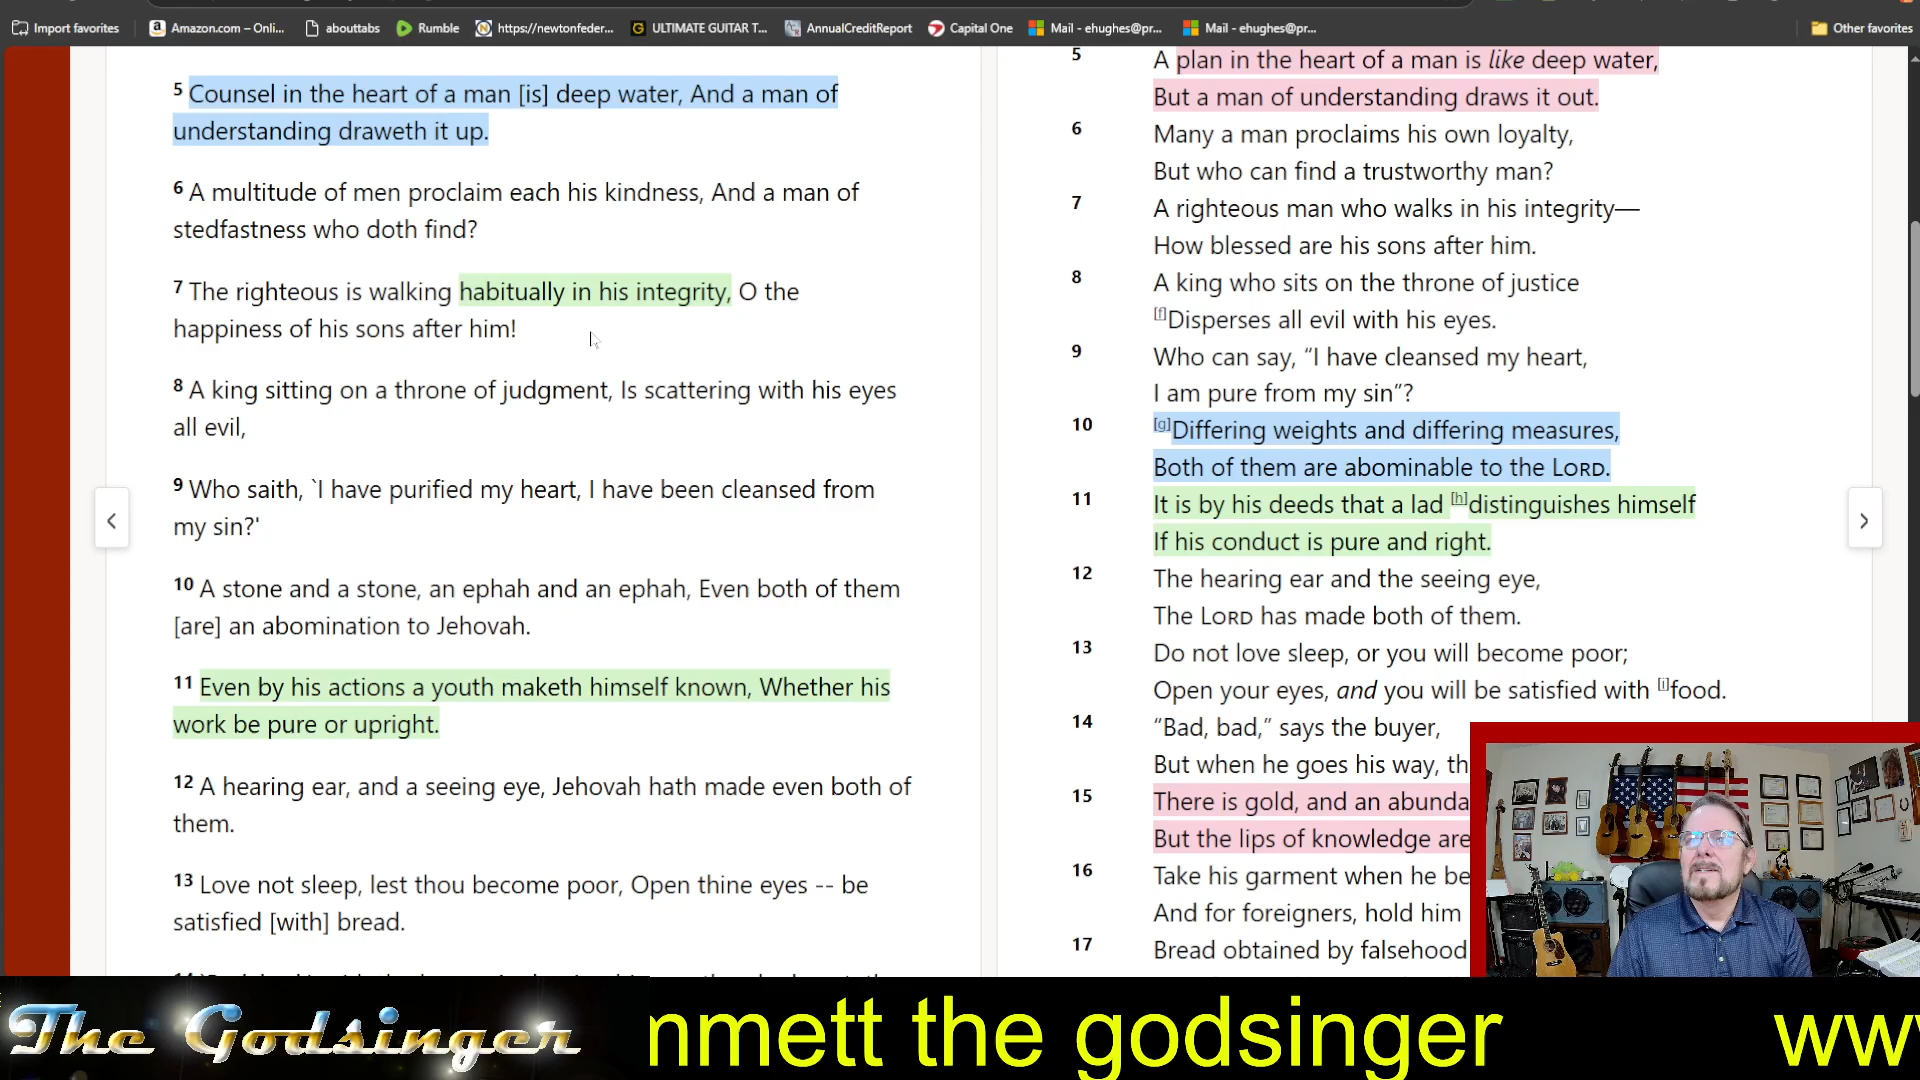 Import favorites
Amazon.com – Onli...
abouttabs
Rumble
https://newtonfeder...
ULTIMATE GUITAR T...
AnnualCreditReport
Capital One
Mail - ehughes@pr...
Mail - ehughes@pr...
Other favorites
5 Counsel in the heart of a man [is] deep water, And a man of
understanding draweth it up.
6 A multitude of men proclaim each his kindness, And a man of
stedfastness who doth find?
7 The righteous is walking habitually in his integrity, O the
happiness of his sons after him!
8 A king sitting on a throne of judgment, Is scattering with his eyes
all evil,
9 Who saith, `I have purified my heart, I have been cleansed from
my sin?'
10 A stone and a stone, an ephah and an ephah, Even both of them
[are] an abomination to Jehovah.
11 Even by his actions a youth maketh himself known, Whether his
work be pure or upright.
12 A hearing ear, and a seeing eye, Jehovah hath made even both of
them.
13 Love not sleep, lest thou become poor, Open thine eyes -- be
satisfied [with] bread.
5 A plan in the heart of a man is like deep water,
But a man of understanding draws it out.
6 Many a man proclaims his own loyalty,
But who can find a trustworthy man?
7 A righteous man who walks in his integrity—
How blessed are his sons after him.
8 A king who sits on the throne of justice
[f]Disperses all evil with his eyes.
9 Who can say, “I have cleansed my heart,
I am pure from my sin”?
10 [g]Differing weights and differing measures,
Both of them are abominable to the LORD.
11 It is by his deeds that a lad [h]distinguishes himself
If his conduct is pure and right.
12 The hearing ear and the seeing eye,
The LORD has made both of them.
13 Do not love sleep, or you will become poor;
Open your eyes, and you will be satisfied with [i]food.
14 “Bad, bad,” says the buyer,
But when he goes his way, th
15 There is gold, and an abunda
But the lips of knowledge are
16 Take his garment when he be
And for foreigners, hold him
17 Bread obtained by falsehood
The Godsinger
nmett the godsinger
ww